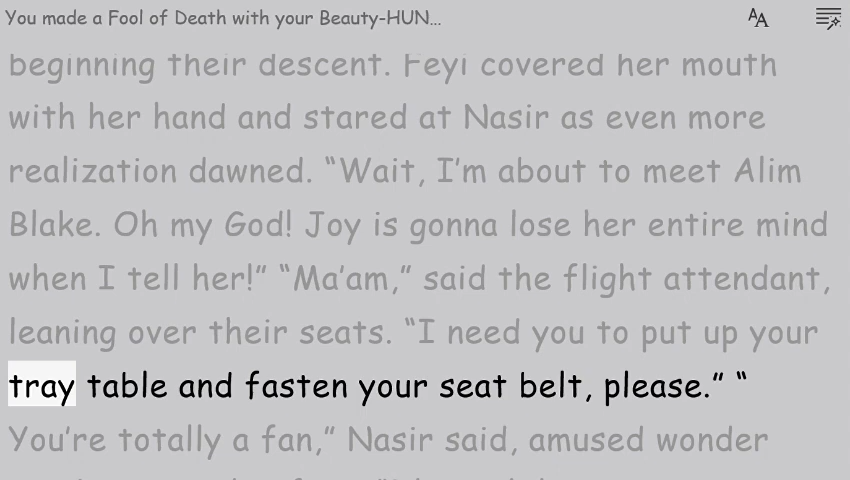 You made a Fool of Death with your Beauty-HUN...
AA
beginning their descent. Feyi covered her mouth
with her hand and stared at Nasir as even more
realization dawned. “Wait, I’m about to meet Alim
Blake. Oh my God! Joy is gonna lose her entire mind
when I tell her!” “Ma’am,” said the flight attendant,
leaning over their seats. “I need you to put up your
tray table and fasten your seat belt, please.” “
You’re totally a fan,” Nasir said, amused wonder